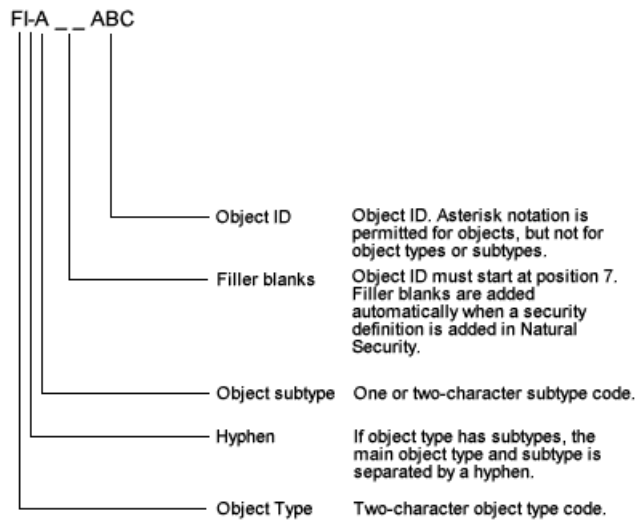 FI-A _ _ ABC
Object ID
Object ID. Asterisk notation is
permitted for objects, but not for
object types or subtypes.
Filler blanks
Object ID must start at position 7.
Filler blanks are added
automatically when a security
definition is added in Natural
Security.
Object subtype
One or two-character subtype code.
Hyphen
If object type has subtypes, the
main object type and subtype is
separated by a hyphen.
Object Type
Two-character object type code.